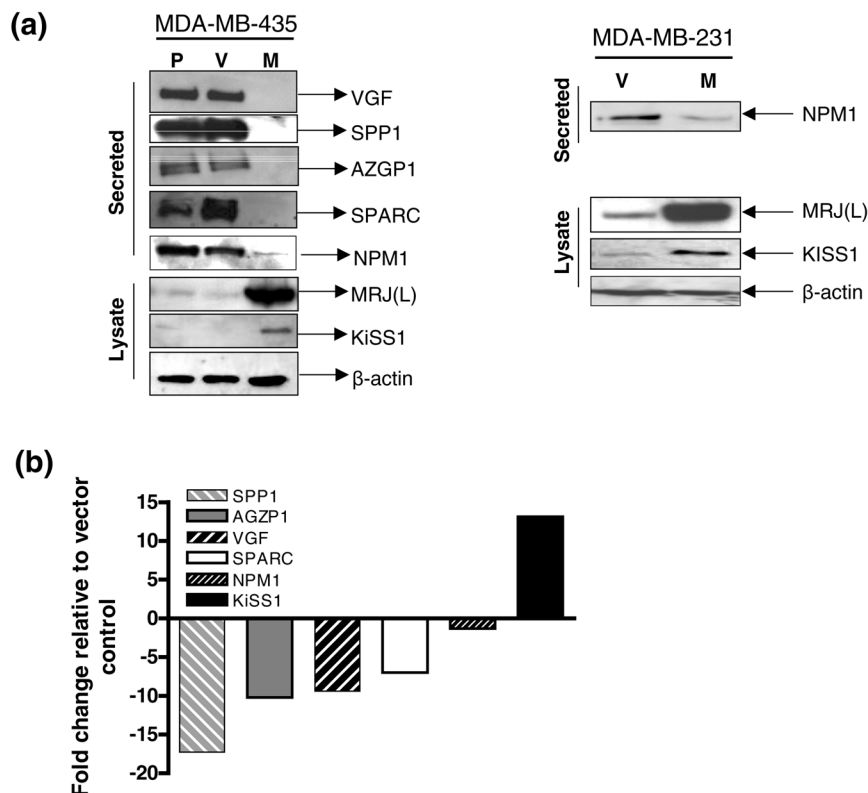 (a)
MDA-MB-435
P V M
Secreted
VGF
SPP1
AZGP1
SPARC
NPM1
Lysate
MRJ(L)
KiSS1
β-actin
MDA-MB-231
V M
Secreted
NPM1
Lysate
MRJ(L)
KISS1
β-actin
(b)
Fold change relative to vector
control
15
10
5
0
-5
-10
-15
-20
SPP1
AGZP1
VGF
SPARC
NPM1
KiSS1